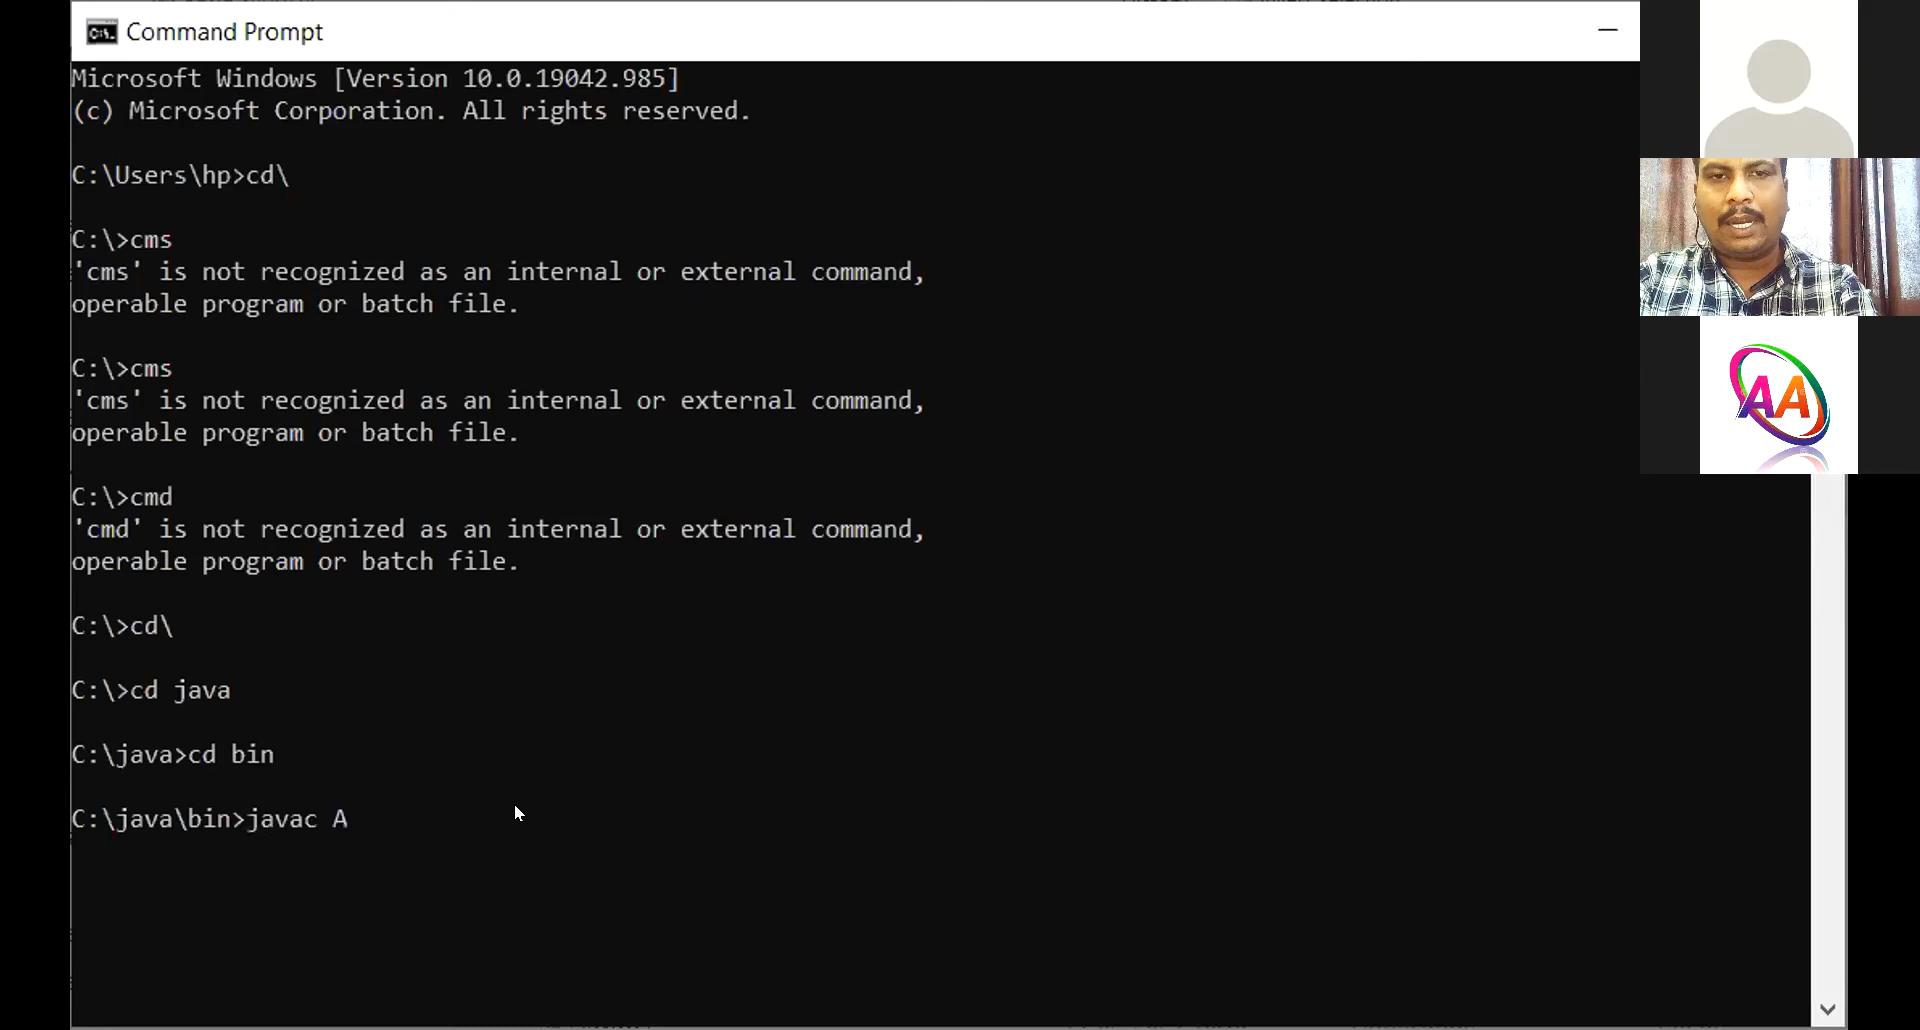 Command Prompt
Microsoft Windows [Version 10.0.19042.985]
(c) Microsoft Corporation. All rights reserved.
C:\Users\hp>cd\
C:\>cms
'cms' is not recognized as an internal or external command,
operable program or batch file.
C:\>cms
'cms' is not recognized as an internal or external command,
operable program or batch file.
C:\>cmd
'cmd' is not recognized as an internal or external command,
operable program or batch file.
C:\>cd\
C:\>cd java
C:\java>cd bin
C:\java\bin>javac A
AA